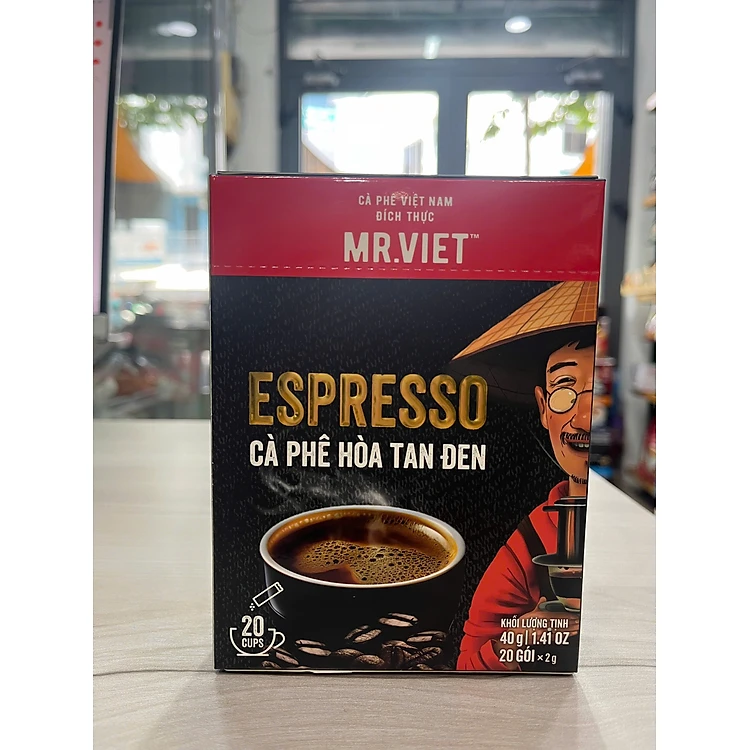 CÀ PHÊ VIỆT NAM
ĐÍCH THỰC
MR.VIET™
ESPRESSO
CÀ PHÊ HÒA TAN ĐEN
20
CUPS
KHỐI LƯỢNG TỊNH
40 g | 1.41 OZ
20 GÓI × 2 g